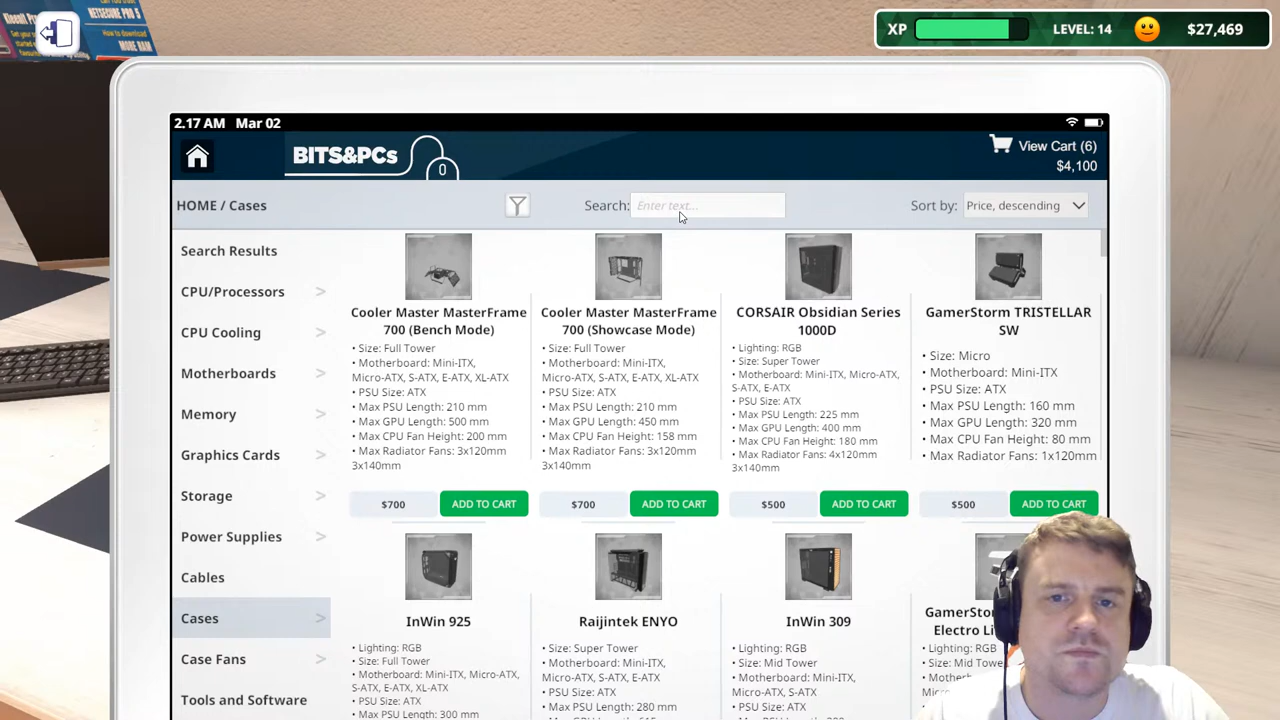 NETSECURE PRO 5
How to download
MORE RAM
XP
LEVEL: 14
$27,469
2.17 AM Mar 02
BITS&PCs
0
View Cart (6)
$4,100
HOME / Cases
Search:
Enter text...
Sort by:
Price, descending
Search Results
CPU/Processors >
CPU Cooling >
Motherboards >
Memory >
Graphics Cards >
Storage >
Power Supplies >
Cables
Cases >
Case Fans >
Tools and Software
Cooler Master MasterFrame
700 (Bench Mode)
• Size: Full Tower
• Motherboard: Mini-ITX,
Micro-ATX, S-ATX, E-ATX, XL-ATX
• PSU Size: ATX
• Max PSU Length: 210 mm
• Max GPU Length: 500 mm
• Max CPU Fan Height: 200 mm
• Max Radiator Fans: 3x120mm
3x140mm
$700
ADD TO CART
Cooler Master MasterFrame
700 (Showcase Mode)
• Size: Full Tower
• Motherboard: Mini-ITX,
Micro-ATX, S-ATX, E-ATX, XL-ATX
• PSU Size: ATX
• Max PSU Length: 210 mm
• Max GPU Length: 450 mm
• Max CPU Fan Height: 158 mm
• Max Radiator Fans: 3x120mm
3x140mm
$700
ADD TO CART
CORSAIR Obsidian Series
1000D
• Lighting: RGB
• Size: Super Tower
• Motherboard: Mini-ITX, Micro-ATX,
S-ATX, E-ATX
• PSU Size: ATX
• Max PSU Length: 225 mm
• Max GPU Length: 400 mm
• Max CPU Fan Height: 180 mm
• Max Radiator Fans: 4x120mm
3x140mm
$500
ADD TO CART
GamerStorm TRISTELLAR
SW
• Size: Micro
• Motherboard: Mini-ITX
• PSU Size: ATX
• Max PSU Length: 160 mm
• Max GPU Length: 320 mm
• Max CPU Fan Height: 80 mm
• Max Radiator Fans: 1x120mm
$500
ADD TO CART
InWin 925
• Lighting: RGB
• Size: Full Tower
• Motherboard: Mini-ITX, Micro-ATX,
S-ATX, E-ATX, XL-ATX
• PSU Size: ATX
• Max PSU Length: 300 mm
Raijintek ENYO
• Size: Super Tower
• Motherboard: Mini-ITX,
Micro-ATX, S-ATX, E-ATX
• PSU Size: ATX
• Max PSU Length: 280 mm
InWin 309
• Lighting: RGB
• Size: Mid Tower
• Motherboard: Mini-ITX,
Micro-ATX, S-ATX
• PSU Size: ATX
Electro
• Lighting: RGB
• Size: Mid